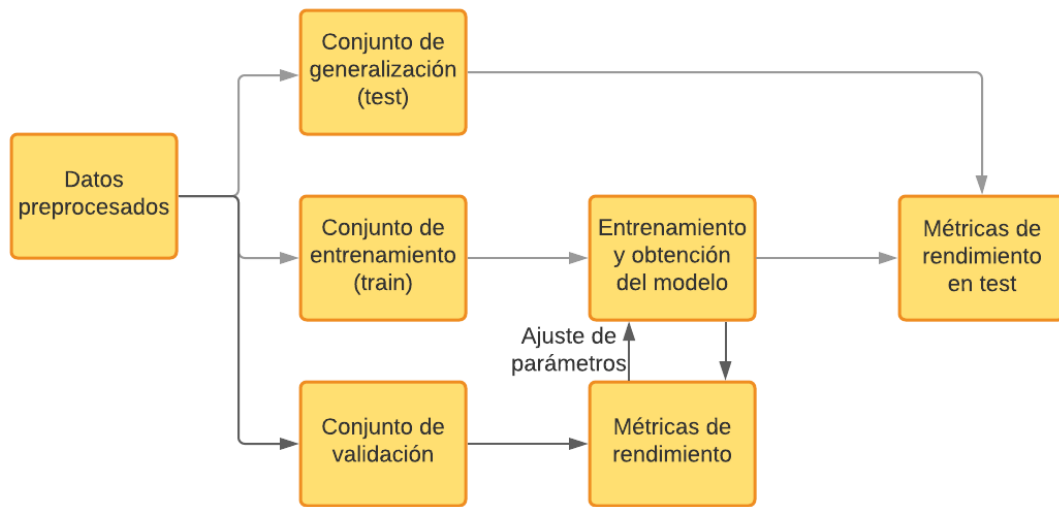 Conjunto de
generalización
(test)
Datos
preprocesados
Conjunto de
entrenamiento
(train)
Entrenamiento
y obtención
del modelo
Métricas de
rendimiento
en test
Ajuste de
parámetros
Conjunto de
validación
Métricas de
rendimiento